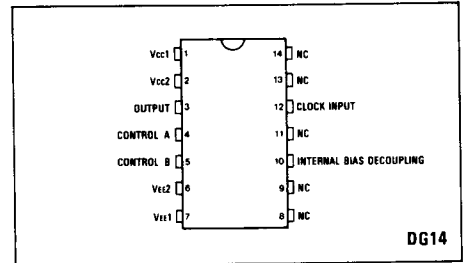 Vcc1 1 14 NC
Vcc2 2 13 NC
OUTPUT 3 12 CLOCK INPUT
CONTROL A 4 11 NC
CONTROL B 5 10 INTERNAL BIAS DECOUPLING
VEE2 6 9 NC
VEE1 7 8 NC
DG14